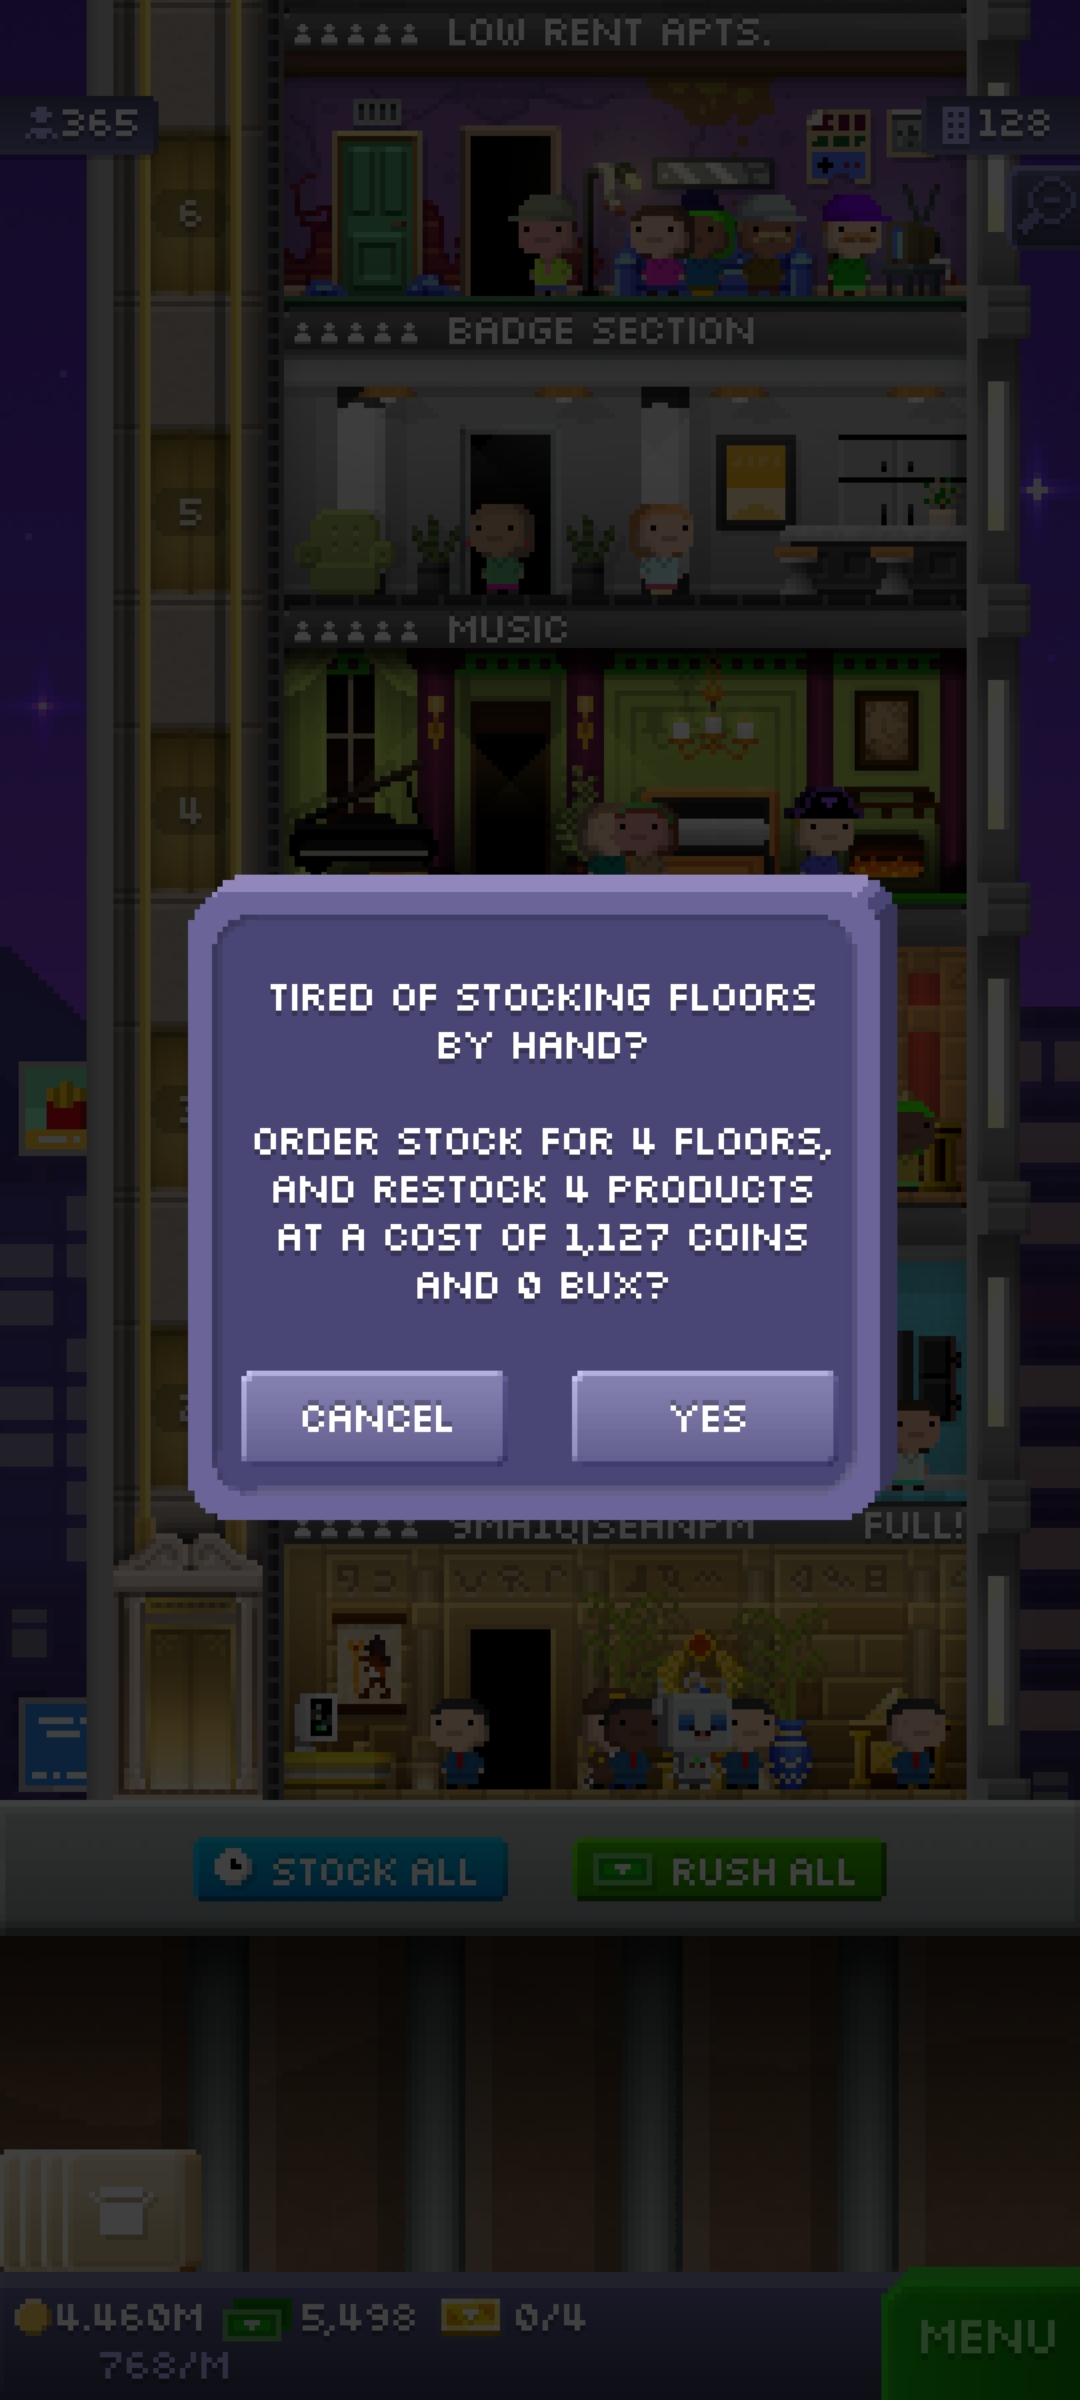 LOW RENT APTS.
365
128
6
BADGE SECTION
5
MUSIC
4
TIRED OF STOCKING FLOORS
BY HAND?
ORDER STOCK FOR 4 FLOORS,
AND RESTOCK 4 PRODUCTS
AT A COST OF 1,127 COINS
AND 0 BUX?
CANCEL
YES
FULL!
STOCK ALL
RUSH ALL
4.460M
5,498
0/4
768/M
MENU